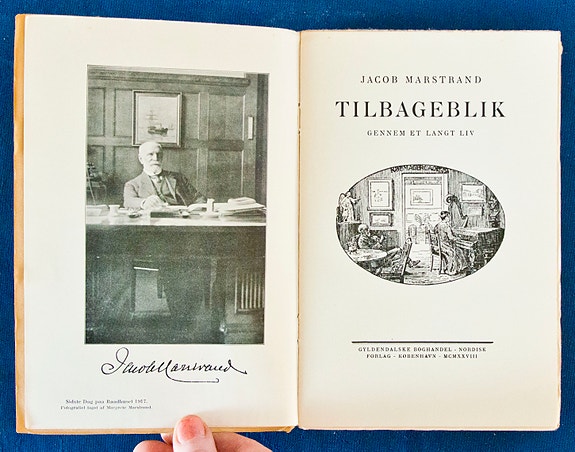 Jacob Marstrand
Sidste Dag paa Raadhuset 1917.
Fotografiet taget af Margrete Marstrand.
JACOB MARSTRAND
TILBAGEBLIK
GENNEM ET LANGT LIV
GYLDENDALSKE BOGHANDEL - NORDISK
FORLAG - KØBENHAVN - MCMXXVIII